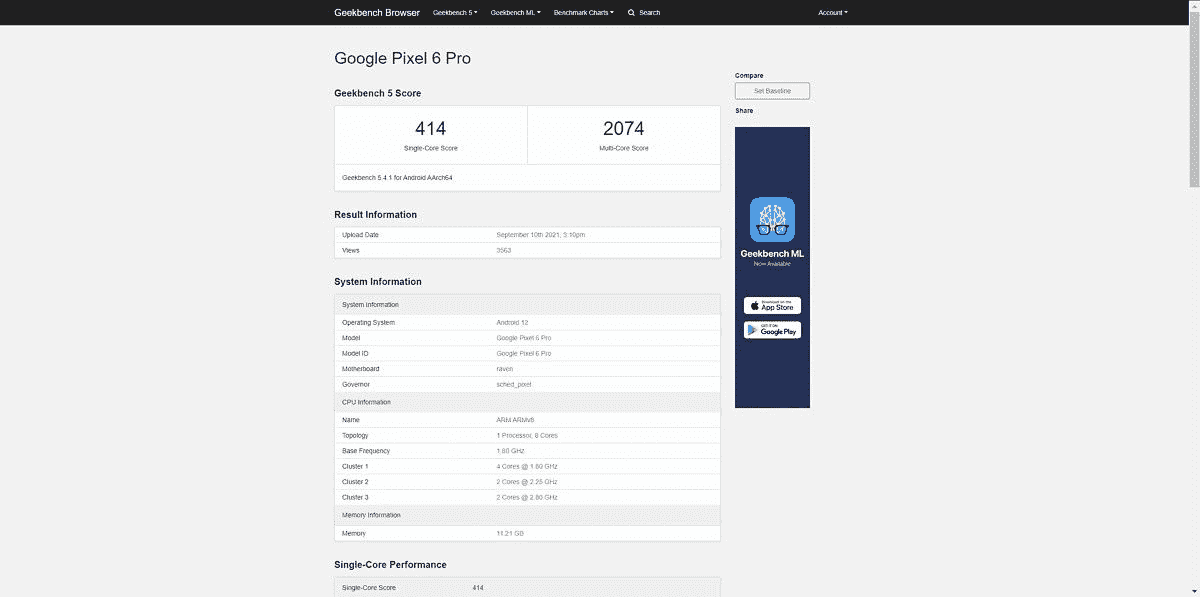 Geekbench Browser Geekbench 5 Geekbench ML Benchmark Charts Search Account
Google Pixel 6 Pro
Geekbench 5 Score
414 2074
Single-Core Score Multi-Core Score
Geekbench 5.4.1 for Android AArch64
Result Information
Upload Date September 10th 2021, 3:10pm
Views 3563
System Information
System Information
Operating System Android 12
Model Google Pixel 6 Pro
Model ID Google Pixel 6 Pro
Motherboard raven
Governor sched_pixel
CPU Information
Name ARM ARMv8
Topology 1 Processor, 8 Cores
Base Frequency 1.80 GHz
Cluster 1 4 Cores @ 1.80 GHz
Cluster 2 2 Cores @ 2.25 GHz
Cluster 3 2 Cores @ 2.80 GHz
Memory Information
Memory 11.21 GB
Single-Core Performance
Single-Core Score 414
Compare
Set Baseline
Share
Geekbench ML
Now Available
Download on the
App Store
GET IT ON
Google Play